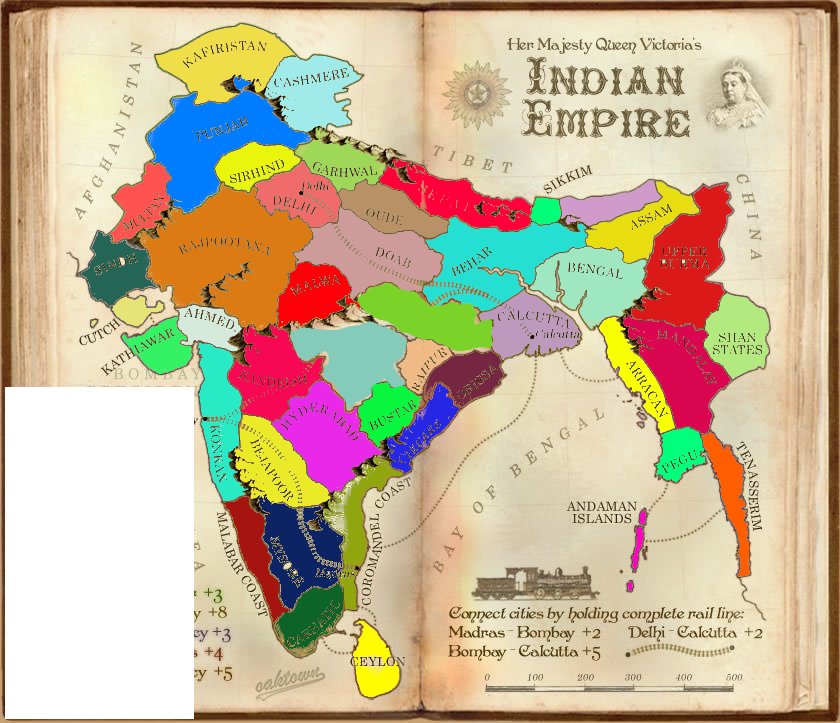 Her Majesty Queen Victoria's
INDIAN
EMPIRE
KAFIRISTAN
CASHMERE
AFGHANISTAN
PUNJAB
TIBET
CHINA
SIRHIND
GARHWAL
SIKKIM
Delhi
DELHI
NEPAL
ASSAM
MULTAN
OUDE
RAJPOOTANA
DOAB
BEHAR
UPPER
BURMA
SINDH
MALWA
BENGAL
CUTCH
AHMED.
CALCUTTA
Calcutta
KATHIAWAR
SHAN
STATES
MANDALAY
BOMBAY
KANDEISH
RAIPUR
ORISSA
ARRACAN
BUSTAR
HYDERABAD
KONKAN
BEJAPOOR
BAY OF BENGAL
PEGU
TENASSERIM
COROMANDEL COAST
MALABAR COAST
MYSORE
Madras
ANDAMAN
ISLANDS
CARNATIC
CEYLON
+3
y +8
cy +3
s +4
cy +5
oaktown
Connect cities by holding complete rail line:
Madras - Bombay +2 Delhi - Calcutta +2
Bombay - Calcutta +5
0 100 200 300 400 500